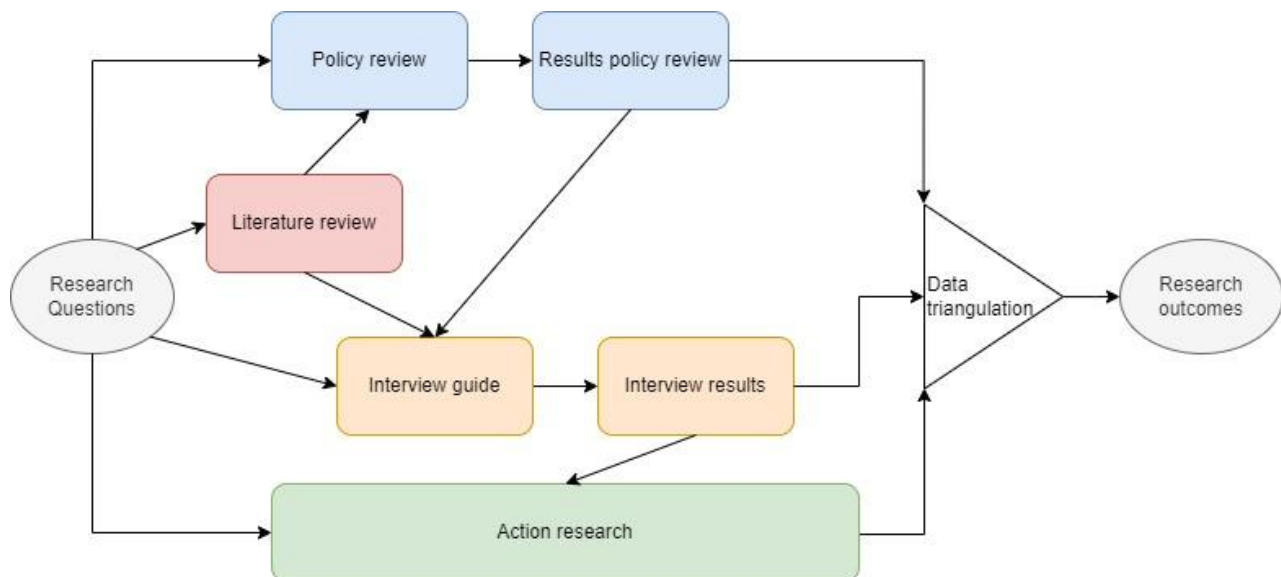 Policy review
Results policy review
Literature review
Research
Questions
Data
triangulation
Research
outcomes
Interview guide
Interview results
Action research